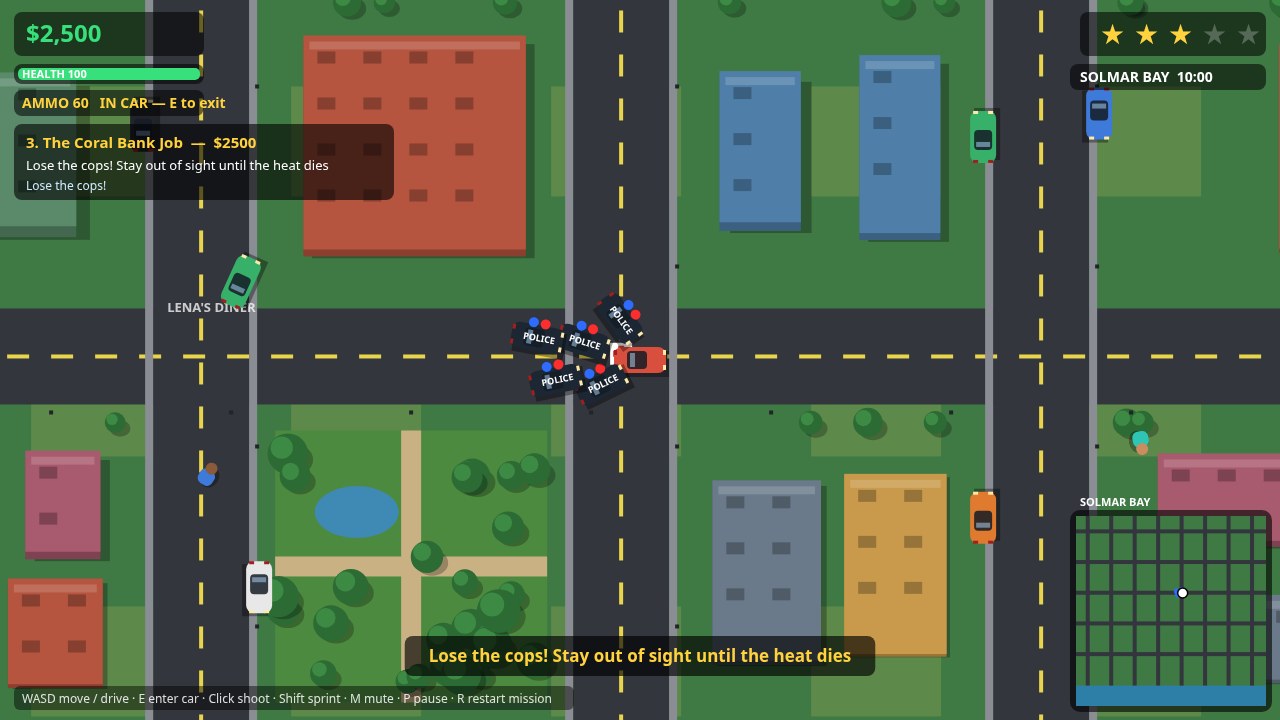 $2,500
HEALTH 100
AMMO 60 IN CAR — E to exit
3. The Coral Bank Job — $2500
Lose the cops! Stay out of sight until the heat dies
Lose the cops!
SOLMAR BAY 10:00
LENA'S DINER
POLICE
POLICE
POLICE
POLICE
POLICE
SOLMAR BAY
Lose the cops! Stay out of sight until the heat dies
WASD move / drive · E enter car · Click shoot · Shift sprint · M mute · P pause · R restart mission